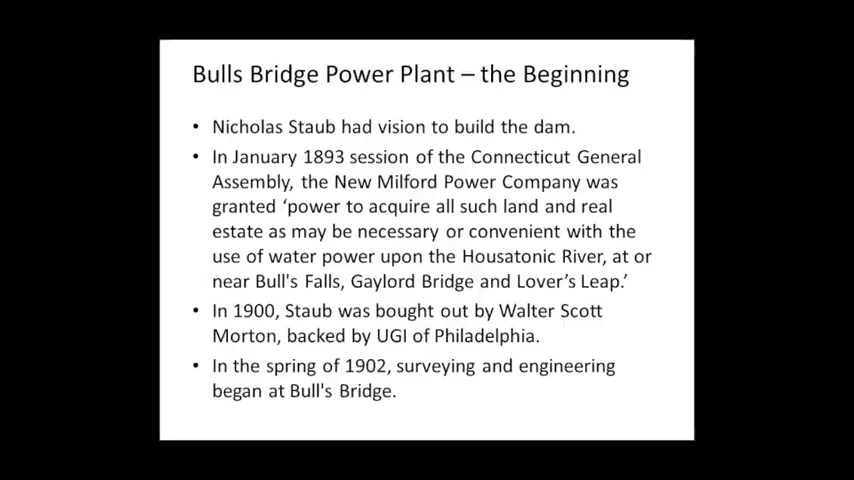 Bulls Bridge Power Plant – the Beginning
• Nicholas Staub had vision to build the dam.
• In January 1893 session of the Connecticut General
Assembly, the New Milford Power Company was
granted ‘power to acquire all such land and real
estate as may be necessary or convenient with the
use of water power upon the Housatonic River, at or
near Bull's Falls, Gaylord Bridge and Lover’s Leap.’
• In 1900, Staub was bought out by Walter Scott
Morton, backed by UGI of Philadelphia.
• In the spring of 1902, surveying and engineering
began at Bull's Bridge.